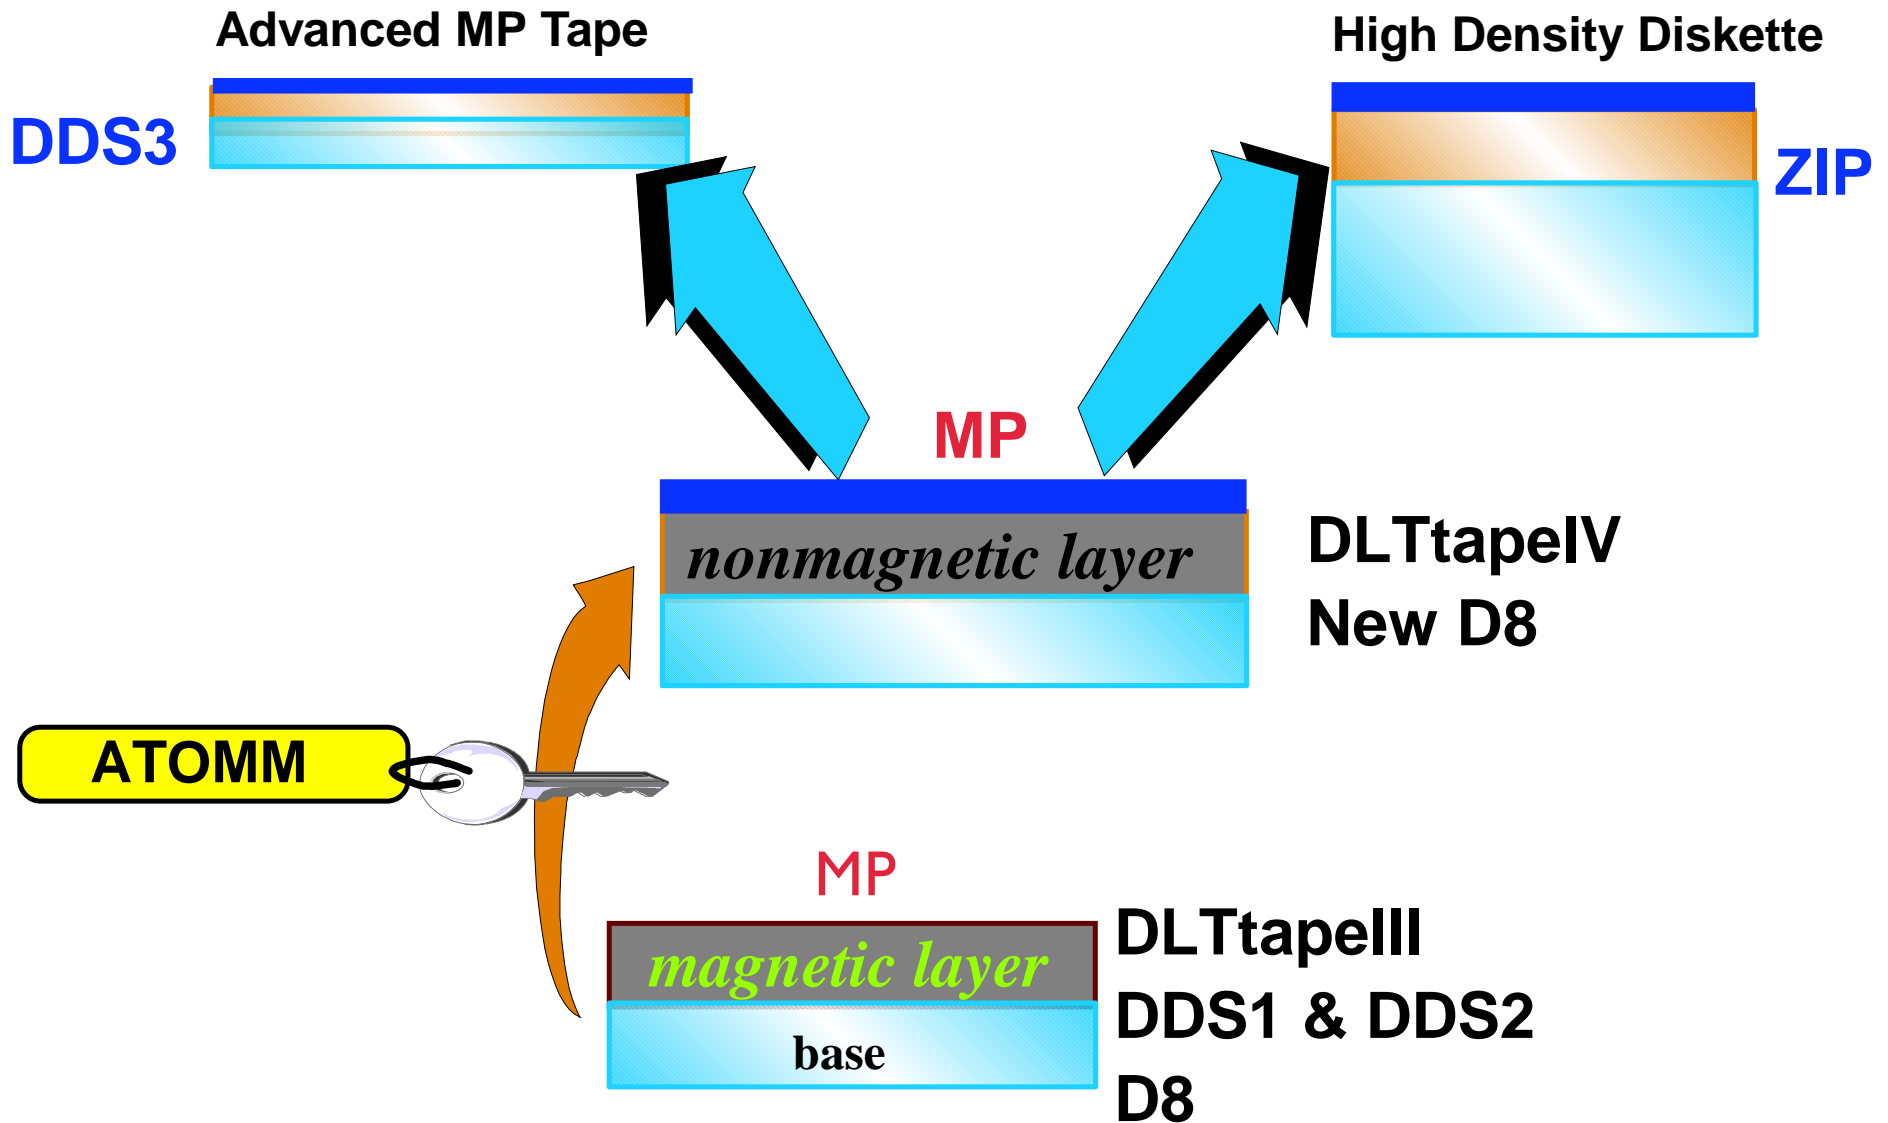 Advanced MP Tape
High Density Diskette
DDS3
ZIP
MP
nonmagnetic layer
DLTtapeIV
New D8
ATOMM
MP
magnetic layer
base
DLTtapeIII
DDS1 & DDS2
D8